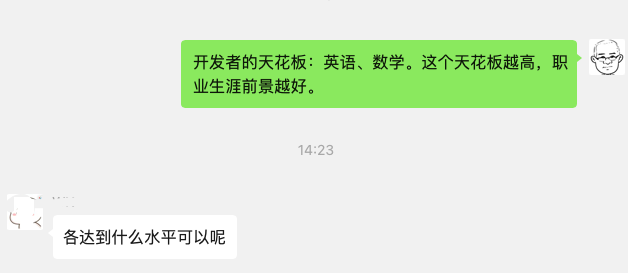 开发者的天花板：英语、数学。这个天花板越高，职
业生涯前景越好。
14:23
各达到什么水平可以呢